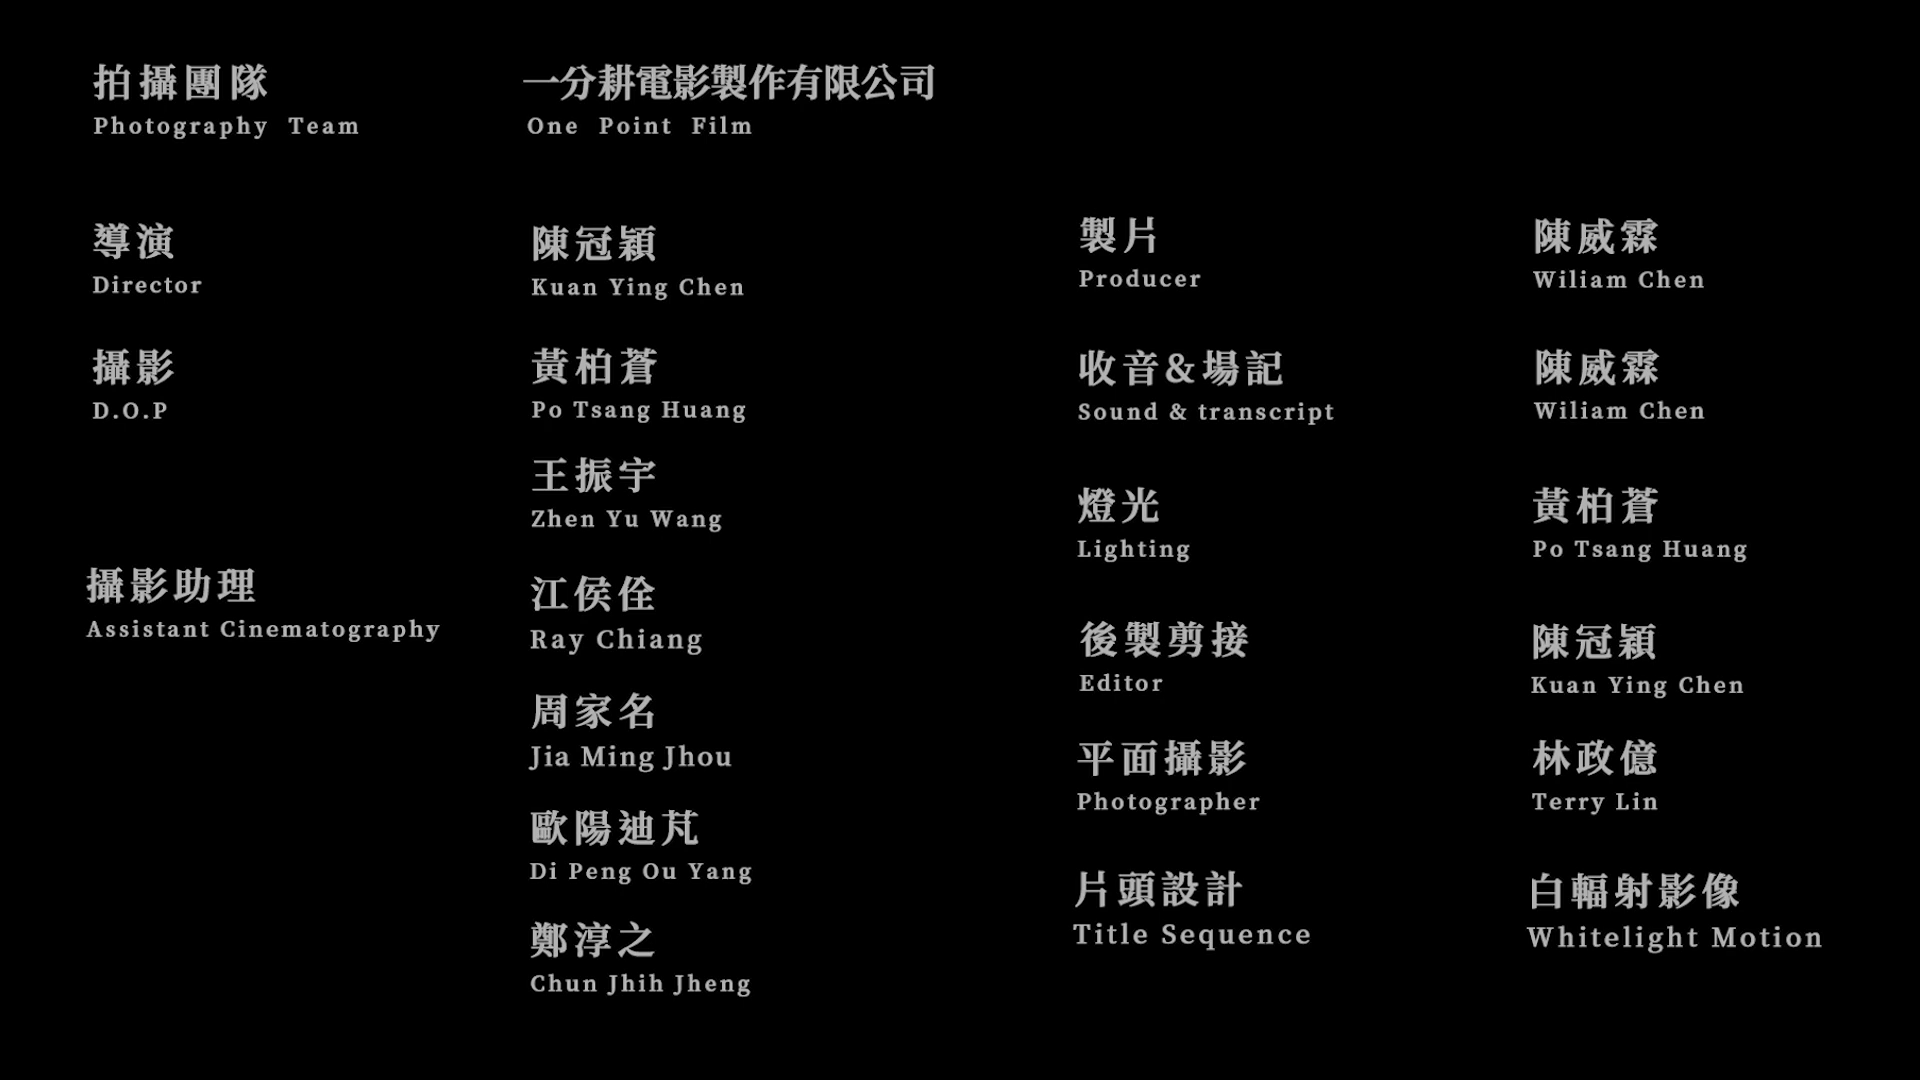 拍攝團隊
Photography Team
一分耕電影製作有限公司
One Point Film
導演
Director
陳冠穎
Kuan Ying Chen
攝影
D.O.P
黃柏蒼
Po Tsang Huang
王振宇
Zhen Yu Wang
攝影助理
Assistant Cinematography
江侯佺
Ray Chiang
周家名
Jia Ming Jhou
歐陽迪芃
Di Peng Ou Yang
鄭淳之
Chun Jhih Jheng
製片
Producer
陳威霖
Wiliam Chen
收音&場記
Sound & transcript
陳威霖
Wiliam Chen
燈光
Lighting
黃柏蒼
Po Tsang Huang
後製剪接
Editor
陳冠穎
Kuan Ying Chen
平面攝影
Photographer
林政億
Terry Lin
片頭設計
Title Sequence
白輻射影像
Whitelight Motion